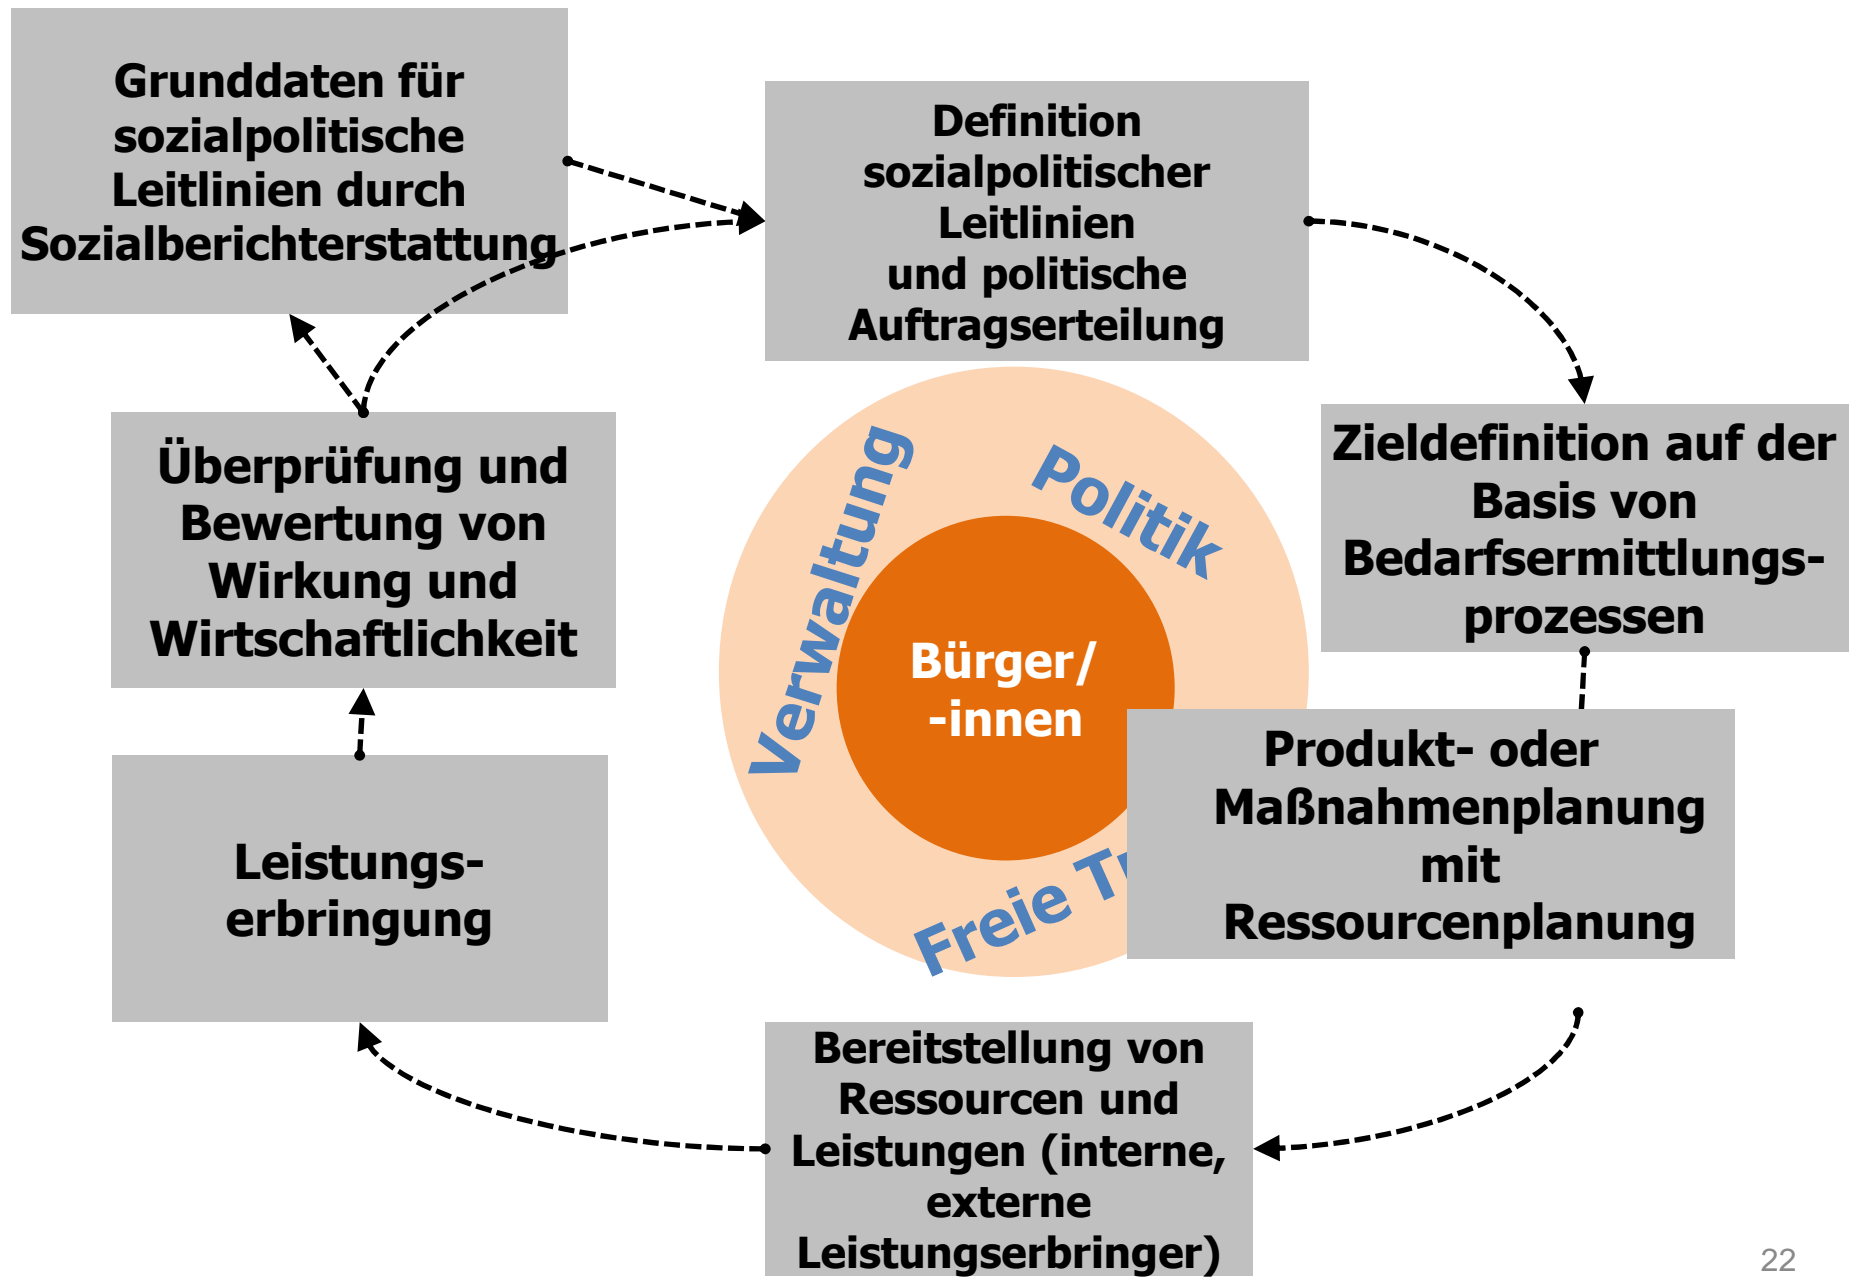 Grunddaten für
sozialpolitische
Leitlinien durch
Sozialberichterstattung
Definition
sozialpolitischer
Leitlinien
und politische
Auftragserteilung
Zieldefinition auf der
Basis von
Bedarfsermittlungs-
prozessen
Überprüfung und
Bewertung von
Wirkung und
Wirtschaftlichkeit
Verwaltung
Politik
Bürger/
-innen
Freie
Produkt- oder
Maßnahmenplanung
mit
Ressourcenplanung
Leistungs-
erbringung
Bereitstellung von
Ressourcen und
Leistungen (interne,
externe
Leistungserbringer)
22